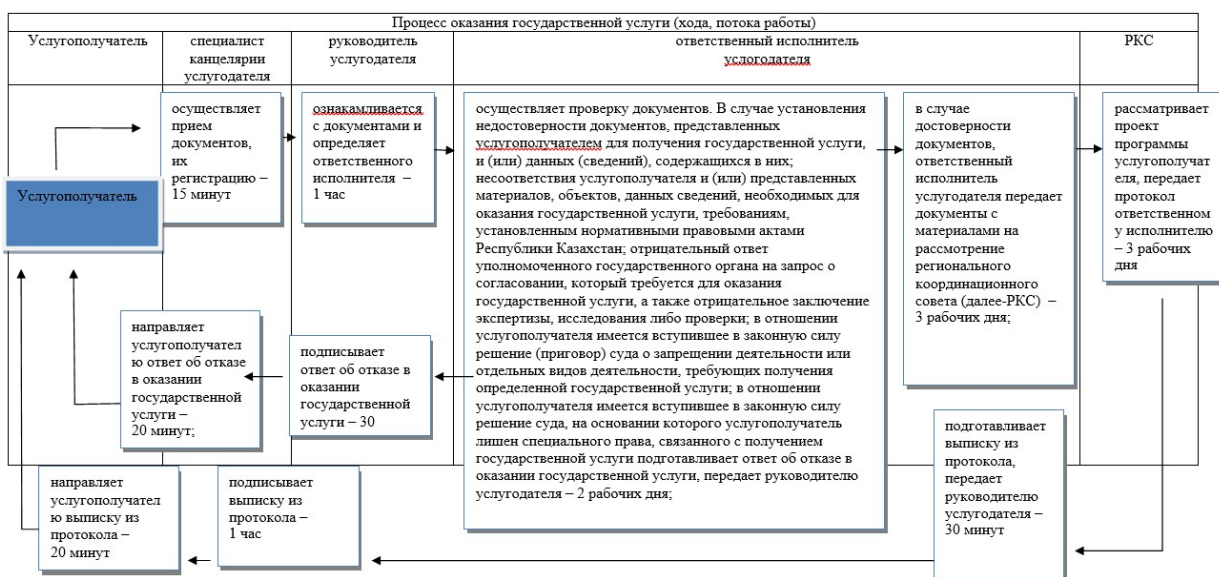 Процесс оказания государственной услуги (хода, потока работы)
Услугополучатель
специалист
канцелярии
услугодателя
руководитель
услугодателя
ответственный исполнитель
услогодателя
РКС
Услугополучатель
осуществляет
прием
документов,
их
регистрацию –
15 минут
ознакамливается
с документами и
определяет
ответственного
исполнителя –
1 час
осуществляет проверку документов. В случае установления
недостоверности документов, представленных
услугополучателем для получения государственной услуги,
и (или) данных (сведений), содержащихся в них;
несоответствия услугополучателя и (или) представленных
материалов, объектов, данных сведений, необходимых для
оказания государственной услуги, требованиям,
установленным нормативными правовыми актами
Республики Казахстан; отрицательный ответ
уполномоченного государственного органа на запрос о
согласовании, который требуется для оказания
государственной услуги, а также отрицательное заключение
экспертизы, исследования либо проверки; в отношении
услугополучателя имеется вступившее в законную силу
решение (приговор) суда о запрещении деятельности или
отдельных видов деятельности, требующих получения
определенной государственной услуги; в отношении
услугополучателя имеется вступившее в законную силу
решение суда, на основании которого услугополучатель
лишен специального права, связанного с получением
государственной услуги подготавливает ответ об отказе в
оказании государственной услуги, передает руководителю
услугодателя – 2 рабочих дня;
в случае
достоверности
документов,
ответственный
исполнитель
услугодателя передает
документы с
материалами на
рассмотрение
регионального
координационного
совета (далее-РКС) –
3 рабочих дня;
рассматривает
проект
программы
услугополучат
еля, передает
протокол
ответственном
у исполнителю
– 3 рабочих
дня
направляет
услугополучател
ю ответ об отказе
в оказании
государственной
услуги –
20 минут;
подписывает
ответ об отказе в
оказании
государственной
услуги – 30
подготавливает
выписку из
протокола,
передает
руководителю
услугодателя –
30 минут
направляет
услугополучател
ю выписку из
протокола –
20 минут
подписывает
выписку из
протокола –
1 час